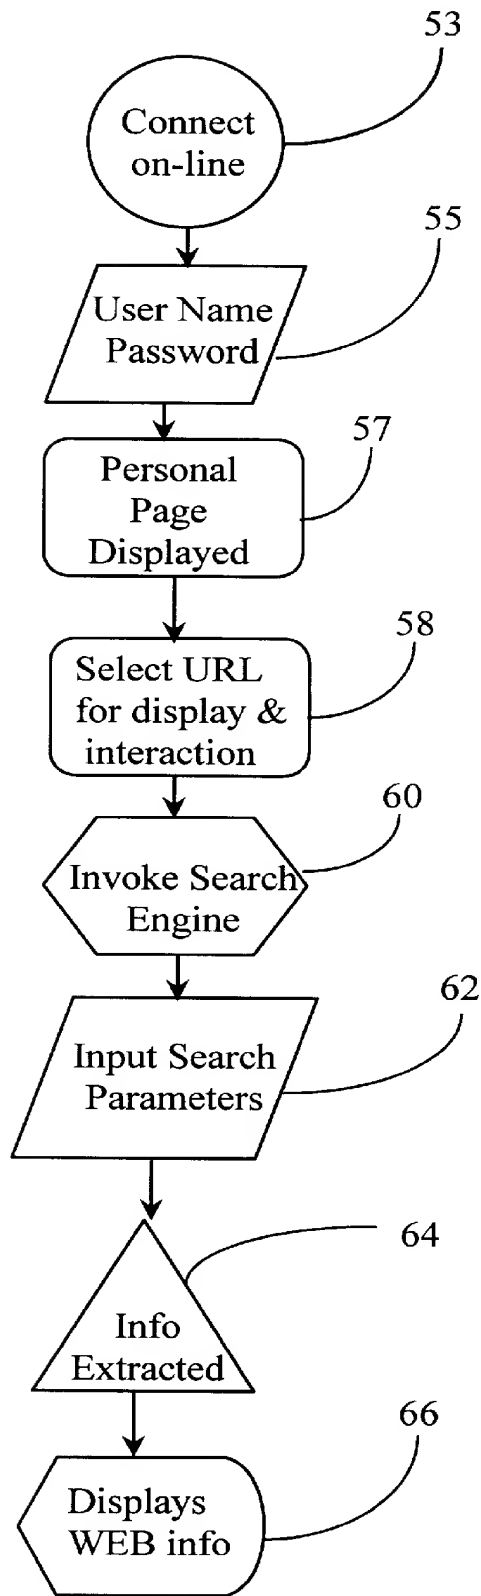 53
Connect
on-line
55
User Name
Password
57
Personal
Page
Displayed
58
Select URL
for display &
interaction
60
Invoke Search
Engine
62
Input Search
Parameters
64
Info
Extracted
66
Displays
WEB info